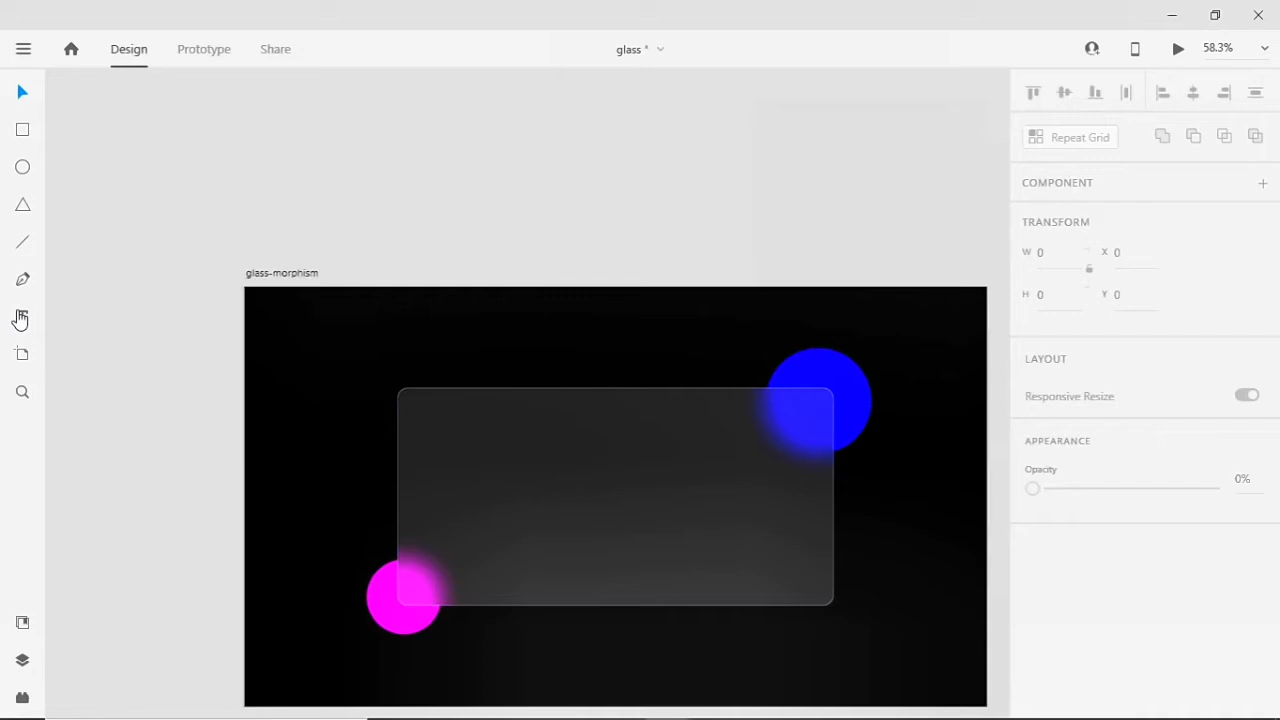 Design Prototype Share glass * 58.3%
Repeat Grid
COMPONENT
TRANSFORM
W 0 X 0
H 0 Y 0
glass-morphism
LAYOUT
Responsive Resize
APPEARANCE
Opacity
0%